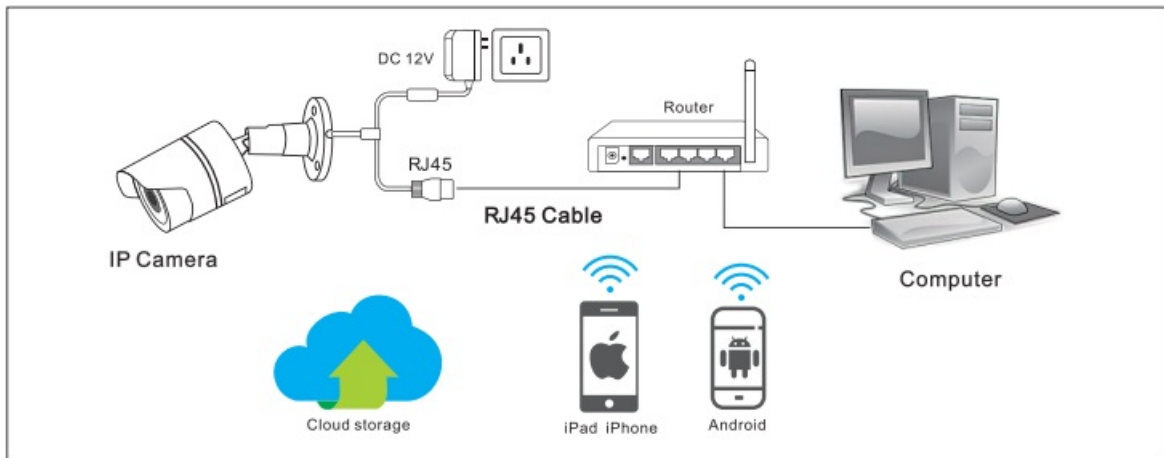 DC 12V
Router
RJ45
RJ45 Cable
IP Camera
Computer
Cloud storage
iPad iPhone
Android